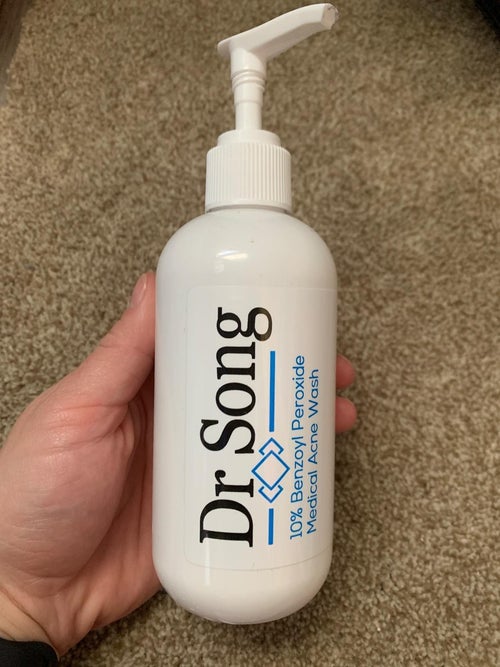 Dr Song
10% Benzoyl Peroxide
Medical Acne Wash